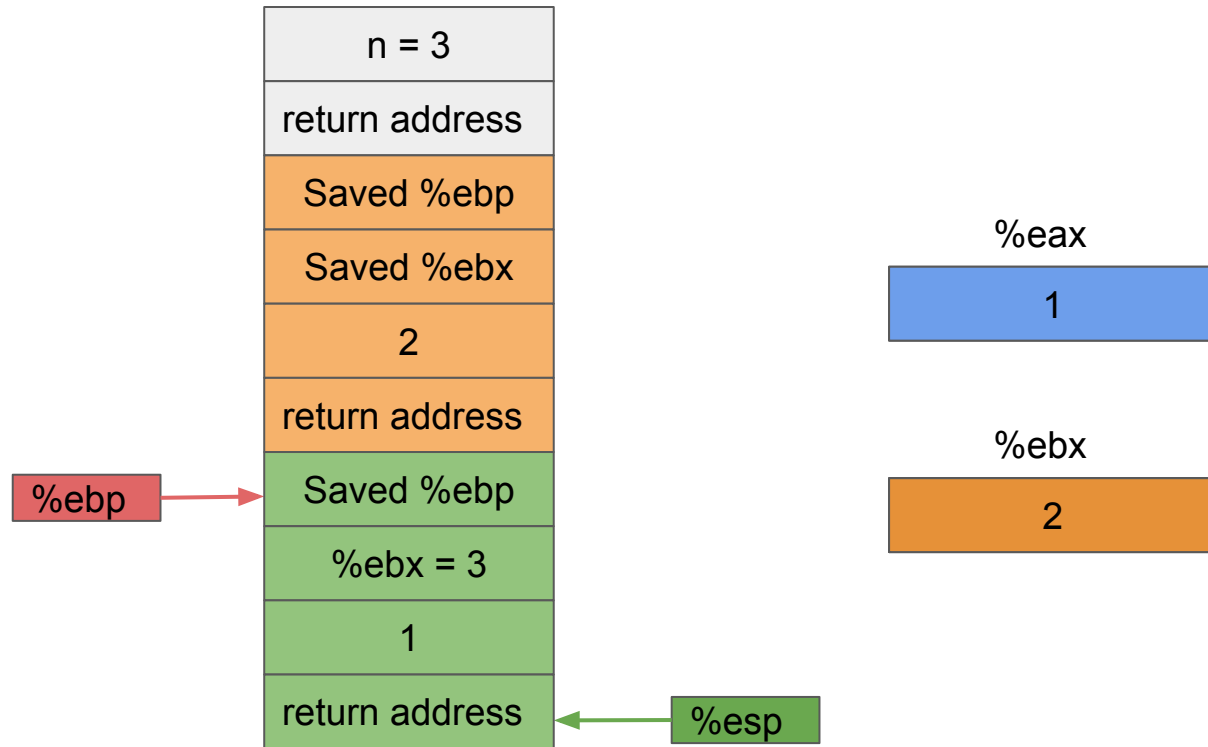 n = 3
return address
Saved %ebp
Saved %ebx
2
return address
Saved %ebp
%ebx = 3
1
return address
%ebp
%esp
%eax
1
%ebx
2